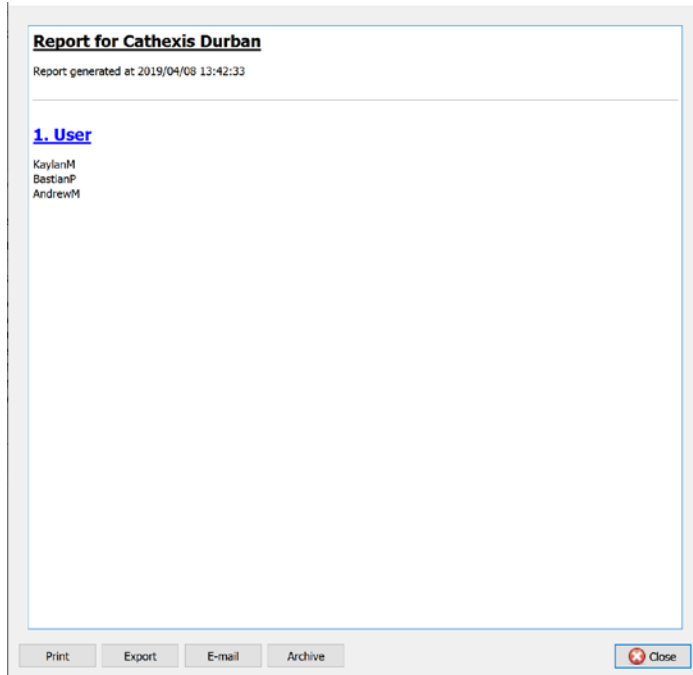 Report for Cathexis Durban
Report generated at 2019/04/08 13:42:33
1. User
KaylanM
BastianP
AndrewM
Print Export E-mail Archive Close